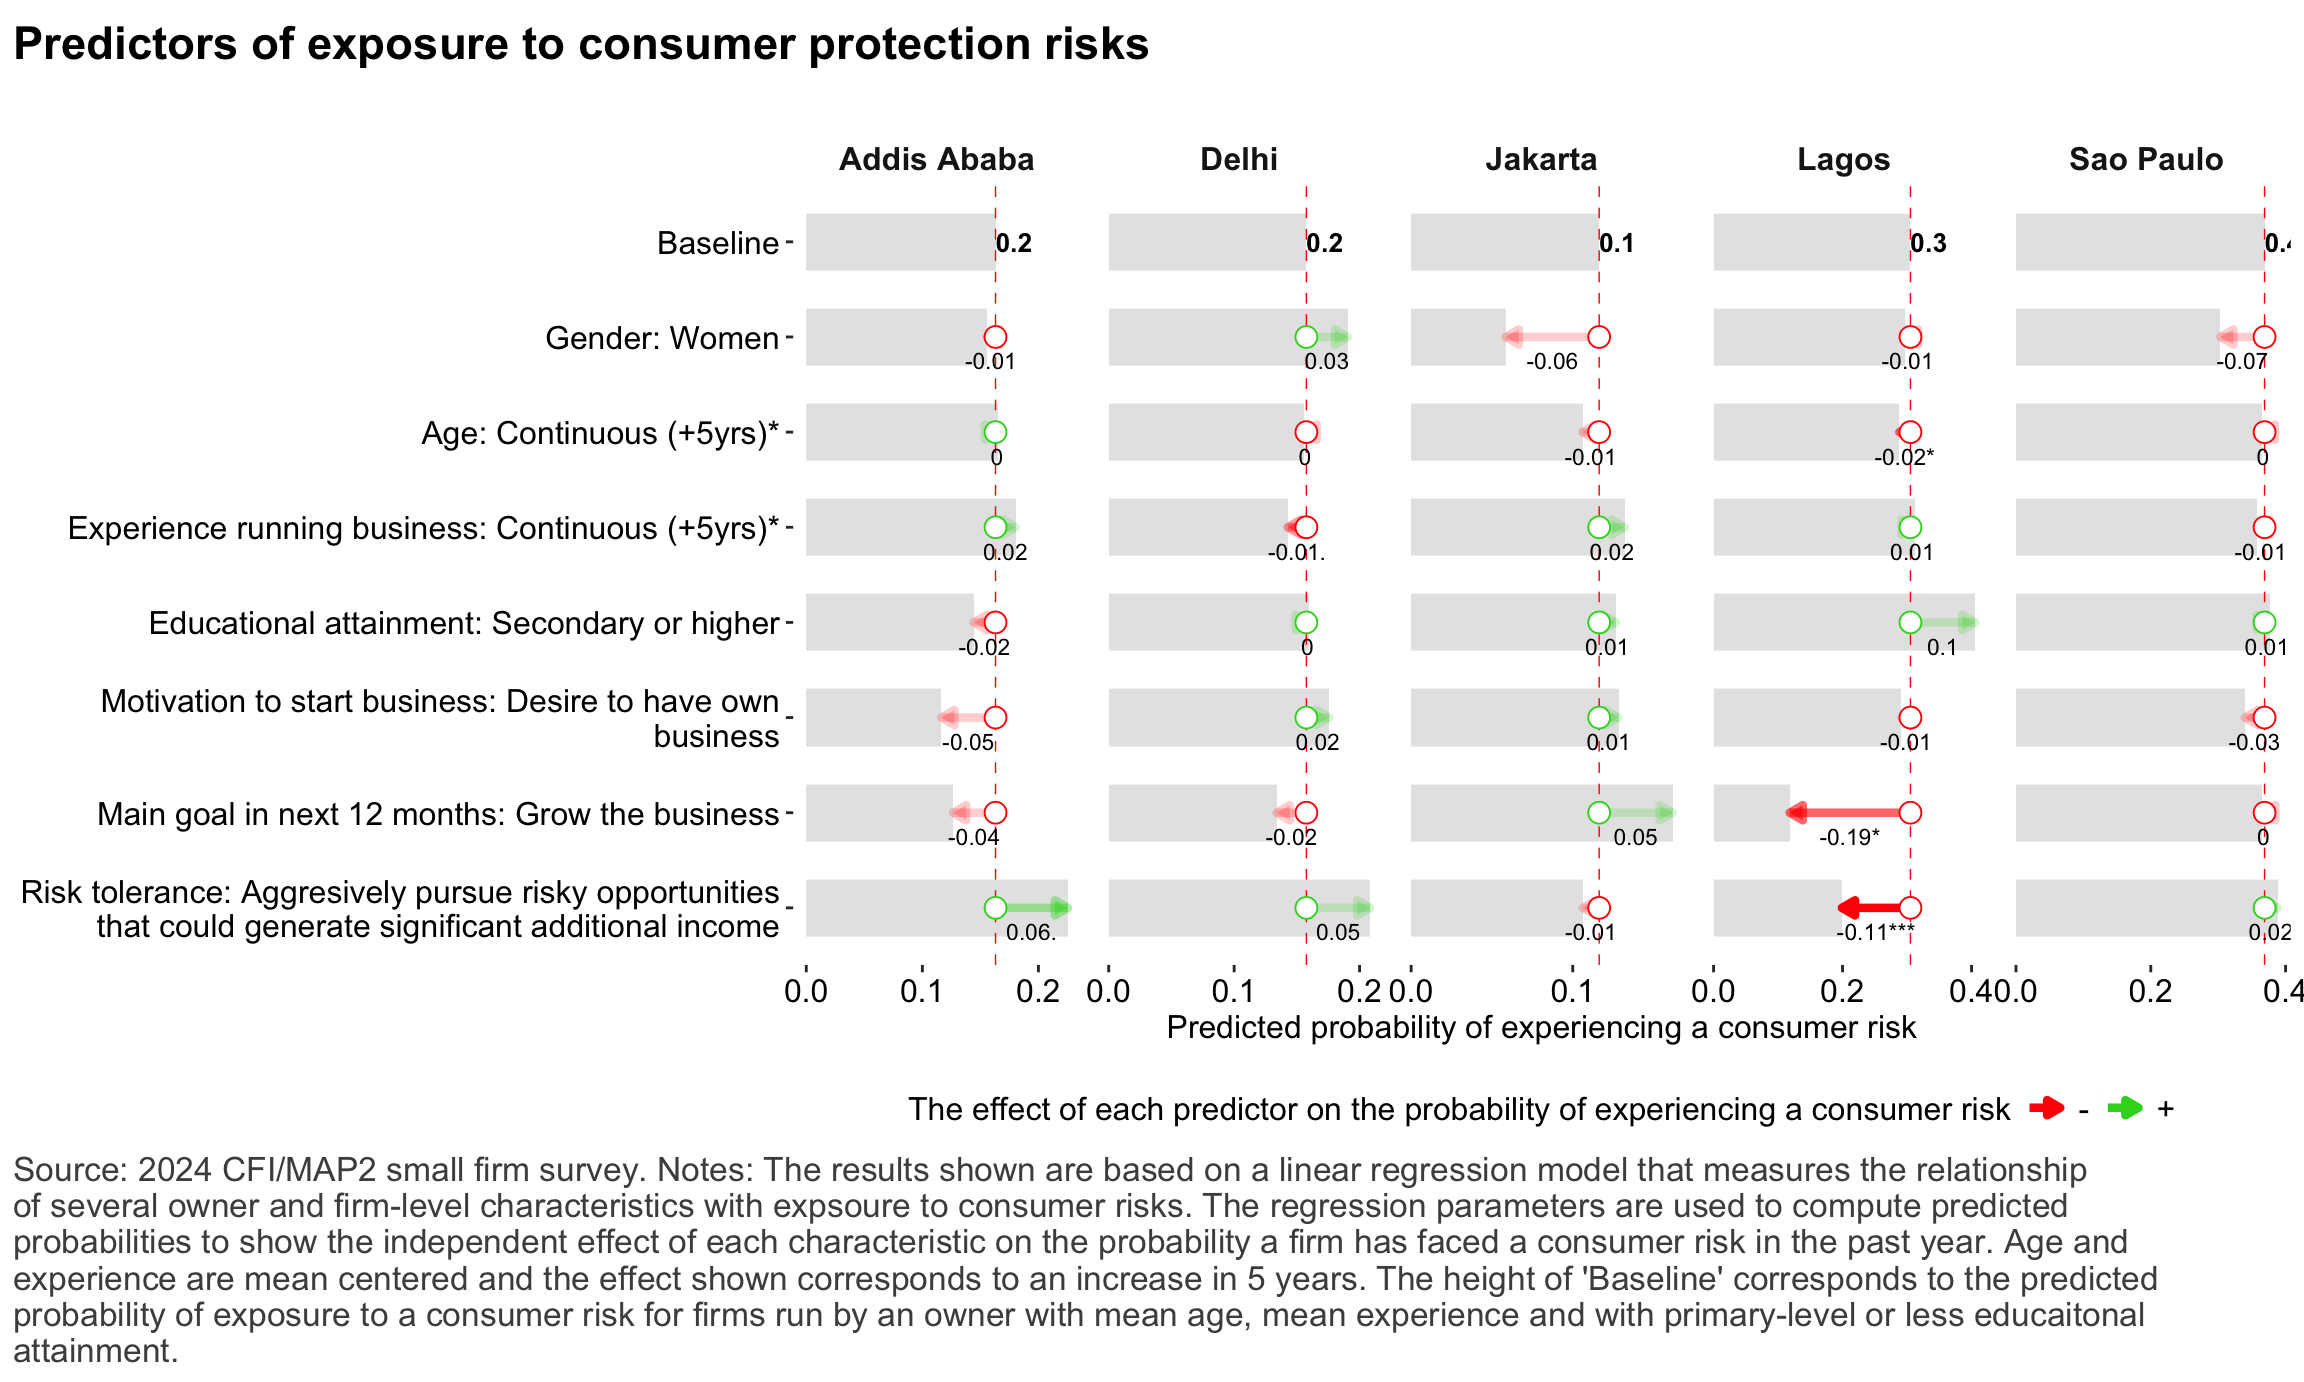 Predictors of exposure to consumer protection risks
Addis Ababa Delhi Jakarta Lagos Sao Paulo
Baseline 0.2 0.2 0.1 0.3
Gender: Women -0.01 0.03 -0.06 -0.01 -0.07
Age: Continuous (+5yrs)* 0 0 -0.01 -0.02* 0
Experience running business: Continuous (+5yrs)* 0.02 -0.01. 0.02 0.01 -0.01
Educational attainment: Secondary or higher -0.02 0 0.01 0.1 0.01
Motivation to start business: Desire to have own
business -0.05 0.02 0.01 -0.01 -0.03
Main goal in next 12 months: Grow the business -0.04 -0.02 0.05 -0.19* 0
Risk tolerance: Aggresively pursue risky opportunities
that could generate significant additional income 0.06. 0.05 -0.01 -0.11*** 0.02
0.0 0.1 0.2 0.0 0.1 0.2 0.0 0.1 0.0 0.2 0.4 0.0 0.2 0.4
Predicted probability of experiencing a consumer risk
The effect of each predictor on the probability of experiencing a consumer risk - +
Source: 2024 CFI/MAP2 small firm survey. Notes: The results shown are based on a linear regression model that measures the relationship
of several owner and firm-level characteristics with expsoure to consumer risks. The regression parameters are used to compute predicted
probabilities to show the independent effect of each characteristic on the probability a firm has faced a consumer risk in the past year. Age and
experience are mean centered and the effect shown corresponds to an increase in 5 years. The height of 'Baseline' corresponds to the predicted
probability of exposure to a consumer risk for firms run by an owner with mean age, mean experience and with primary-level or less educaitonal
attainment.